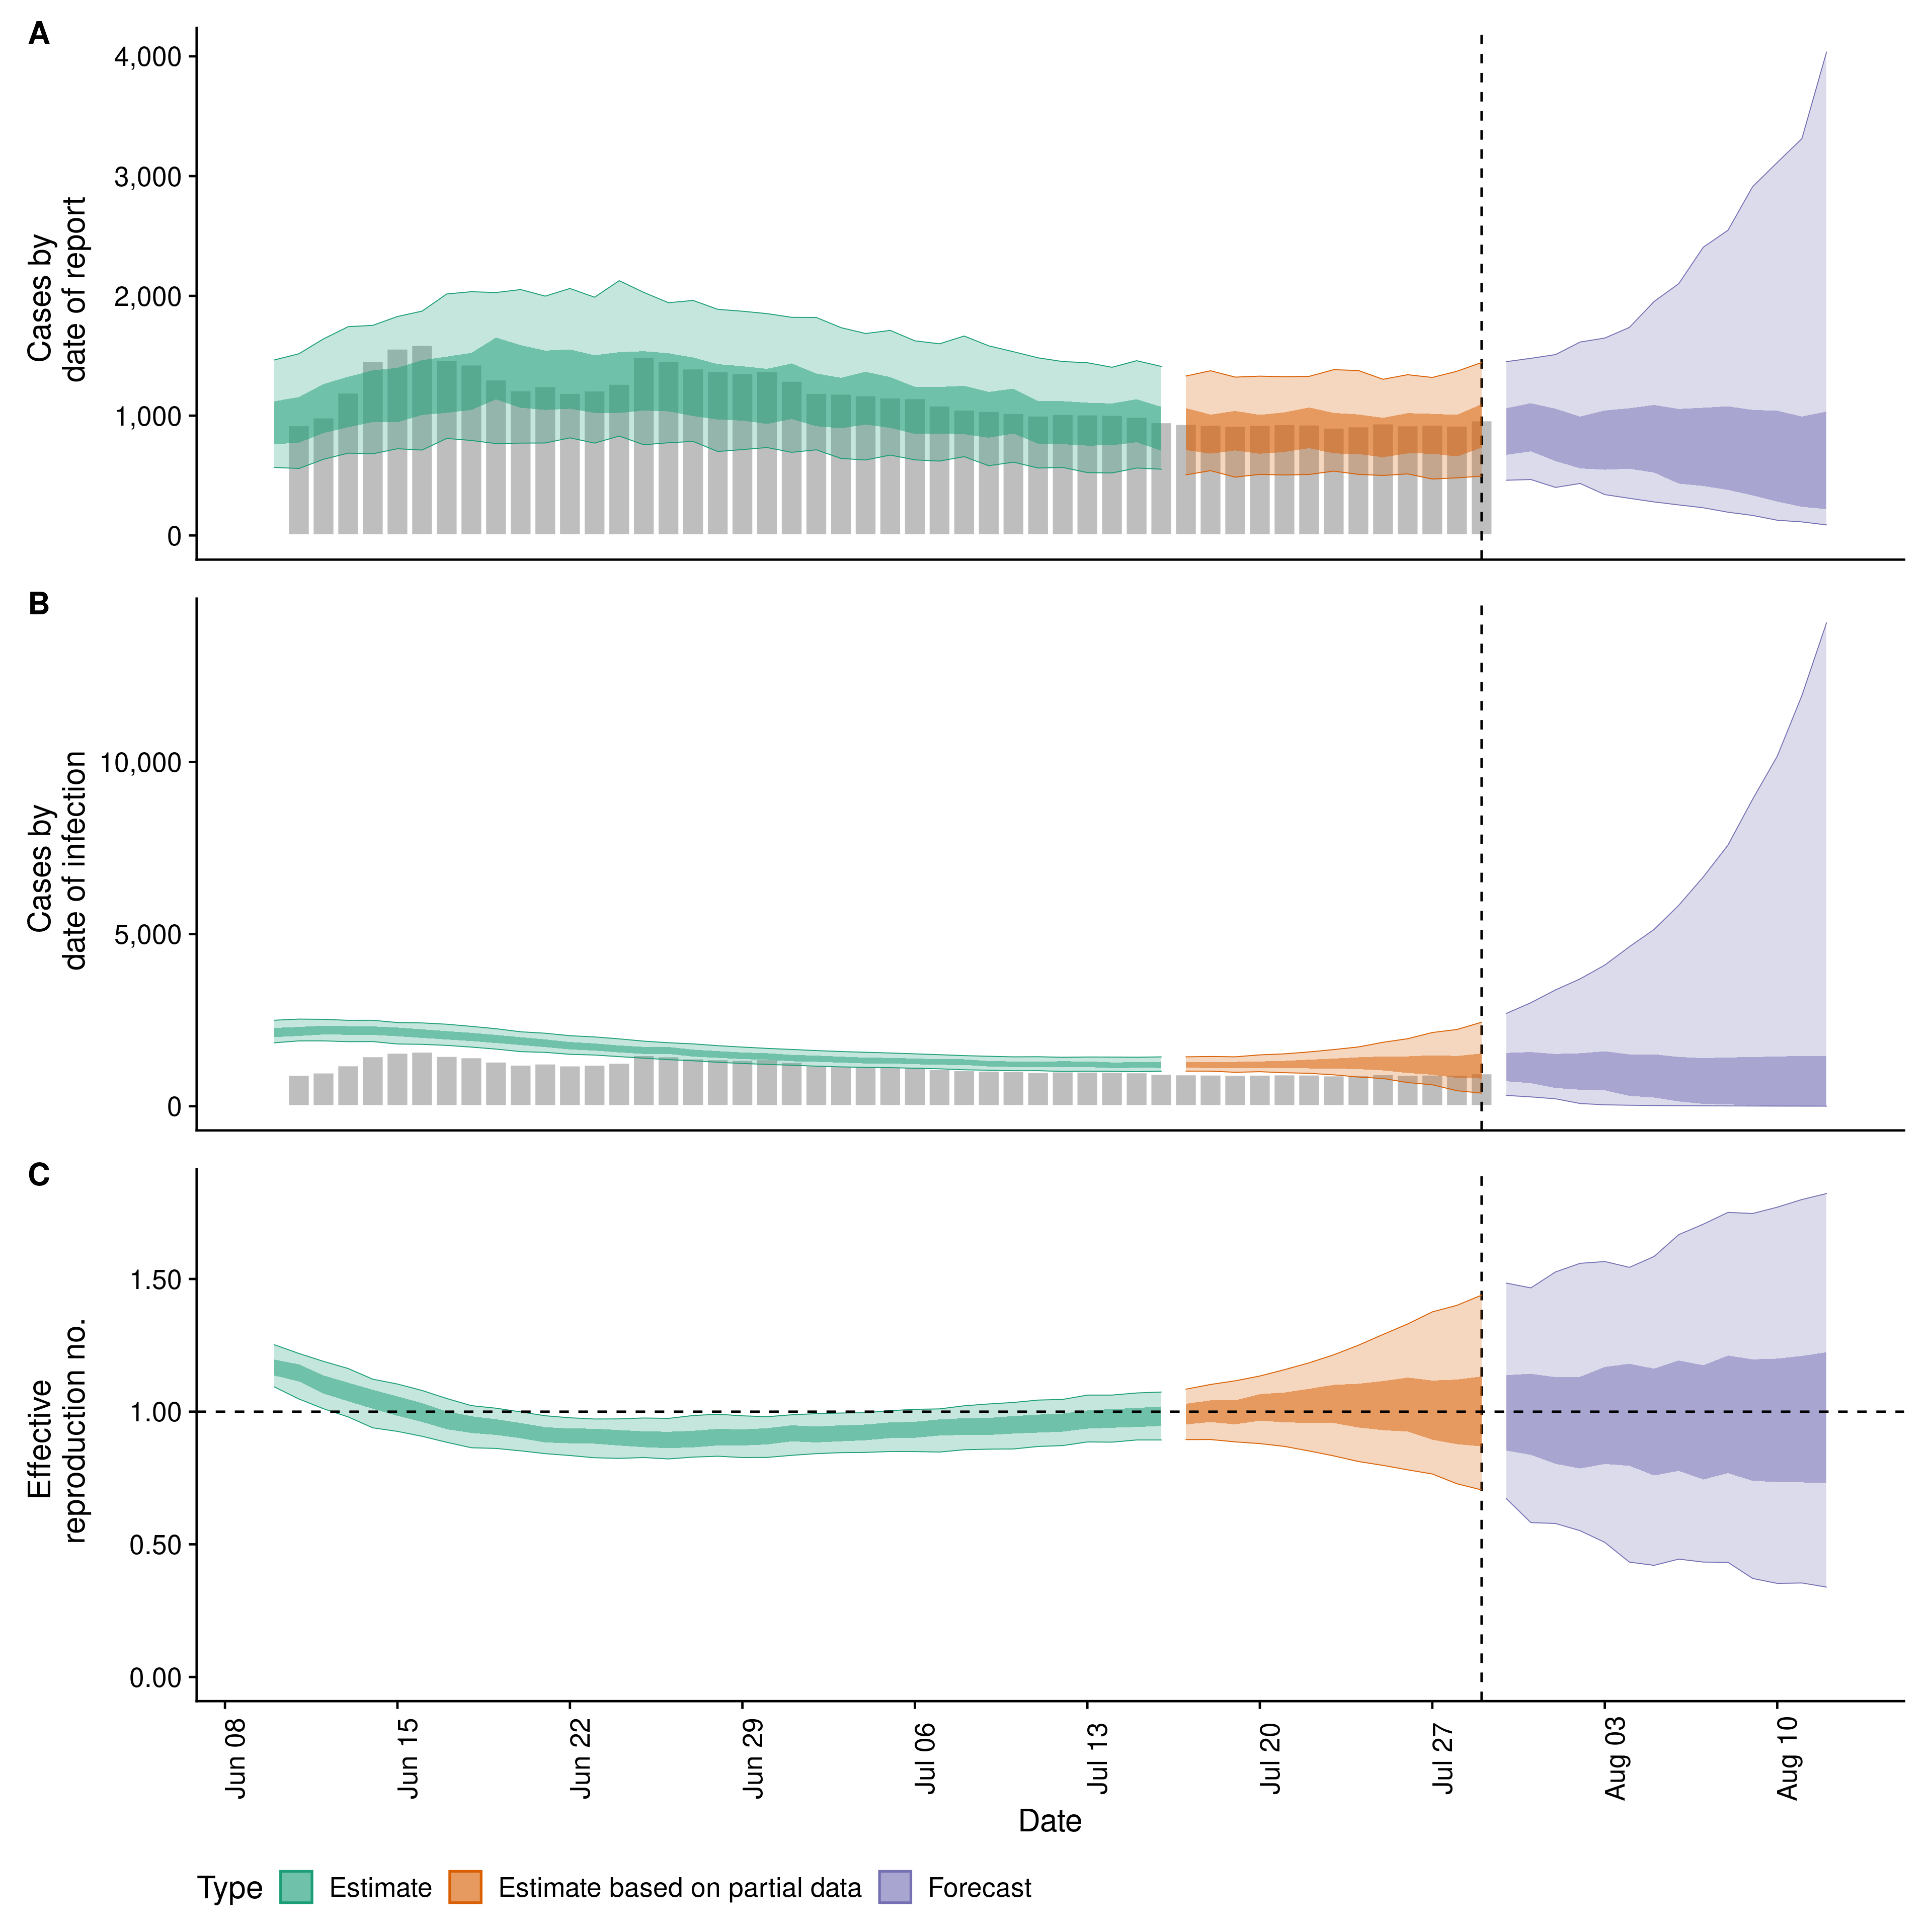 A
4,000
3,000
2,000
1,000
0
Cases by
date of report
B
10,000
5,000
0
Cases by
date of infection
C
1.50
1.00
0.50
0.00
Effective
reproduction no.
Jun 08
Jun 15
Jun 22
Jun 29
Jul 06
Jul 13
Jul 20
Jul 27
Aug 03
Aug 10
Date
Type Estimate Estimate based on partial data Forecast